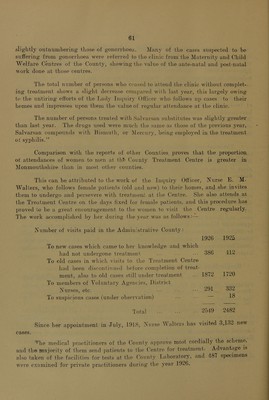 61
slightly outnumbering those of gonorrhœa. Many of the cases suspected to be
suffering from gonorrhœa were referred to the clinic from the Maternity and Child
Welfare Centres of the County, shewing the value of the ante-natal and post-natal
work done at these centres.
The total number of persons who ceased to attend the clinic without complet-
ing treatment shows a slight decrease compared with last year, this largely owing
to the untiring efforts of the Lady Inquiry Officer who follows up cases to their
homes and impresses upon them the value of regular attendance at the clinic.
The number of persons treated with Salvarsan substitutes was slightly greater
than last year. The drugs used were much the same as those of the previous year,
Salvarsan compounds with Bismuth, or Mercury, being employed in the treatment
of syphilis."
Comparison with the reports of other Counties proves that the proportion
of attendances of women to men at the County Treatment Centre is greater in
Monmouthshire than in most other counties.
This can be attributed to the work of the Inquiry Officer, Nurse E. M.
Walters, who follows female patients (old and new) to their homes, and she invites
them to undergo and persevere with treatment at the Centre. She also attends at
the Treatment Centre on the days fixed for female patients, and this procedure has
proved to be a great encouragement to the women to visit the Centre regularly.
The work accomplished by her during the year was as follows:—
Number of visits paid in the Administrative County:
1926 1925
To new cases which came to her knowledge and which
had not undergone treatment 386 412
To old cases in which visits to the Treatment Centre
had been discontinued before completion of treat-
ment, also to old cases still under treatment 1872 1720
To members of Voluntary Agencies, District
Nurses, etc. 291 332
To suspicious cases (under observation) — 18
Total 2549 2482
Since her appointment in July, 1918, Nurse Walters has visited 3,132 new
cases.
The medical practitioners of the County approve most cordially the scheme,
and the majority of them send patients to the Centre for treatment. Advantage is
also taken of the facilities for tests at the County Laboratory, and 487 specimens
were examined for private practitioners during the year 1926.